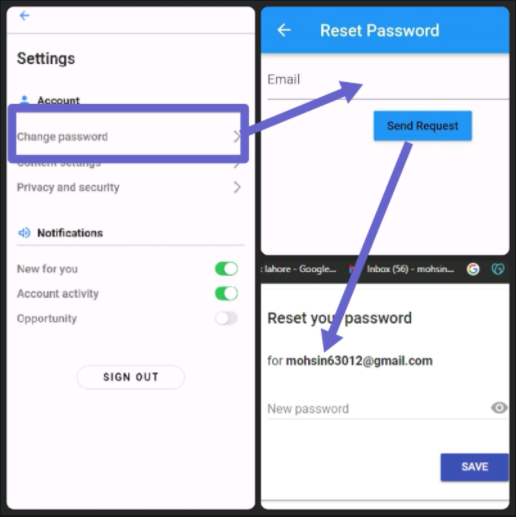 Settings
Account
Change password
Content settings
Privacy and security
Notifications
New for you
Account activity
Opportunity
SIGN OUT
Reset Password
Email
Send Request
lahore - Google...
Inbox (56) - mohsin...
Reset your password
for mohsin63012@gmail.com
New password
SAVE